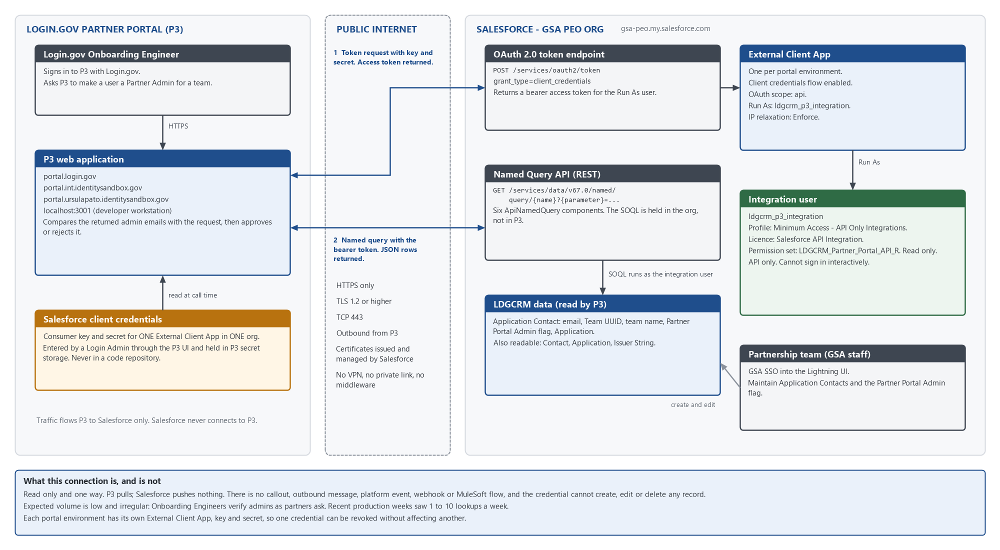 LOGIN.GOV PARTNER PORTAL (P3)
Login.gov Onboarding Engineer
Signs in to P3 with Login.gov.
Asks P3 to make a user a Partner Admin for a team.
HTTPS
P3 web application
portal.login.gov
portal.int.identitysandbox.gov
portal.ursulapato.identitysandbox.gov
localhost:3001 (developer workstation)
Compares the returned admin emails with the request, then approves
or rejects it.
read at call time
Salesforce client credentials
Consumer key and secret for ONE External Client App in ONE org.
Entered by a Login Admin through the P3 UI and held in P3 secret
storage. Never in a code repository.
Traffic flows P3 to Salesforce only. Salesforce never connects to P3.
PUBLIC INTERNET
1 Token request with key and
secret. Access token returned.
2 Named query with the
bearer token. JSON rows
returned.
HTTPS only
TLS 1.2 or higher
TCP 443
Outbound from P3
Certificates issued and
managed by Salesforce
No VPN, no private link, no
middleware
SALESFORCE - GSA PEO ORG
gsa-peo.my.salesforce.com
OAuth 2.0 token endpoint
POST /services/oauth2/token
grant_type=client_credentials
Returns a bearer access token for the Run As user.
External Client App
One per portal environment.
Client credentials flow enabled.
OAuth scope: api.
Run As: ldgcrm_p3_integration.
IP relaxation: Enforce.
Run As
Named Query API (REST)
GET /services/data/v67.0/named/
query/{name}?{parameter}=...
Six ApiNamedQuery components. The SOQL is held in the org,
not in P3.
SOQL runs as the integration user
Integration user
ldgcrm_p3_integration
Profile: Minimum Access - API Only Integrations.
Licence: Salesforce API Integration.
Permission set: LDGCRM_Partner_Portal_API_R. Read only.
API only. Cannot sign in interactively.
LDGCRM data (read by P3)
Application Contact: email, Team UUID, team name, Partner
Portal Admin flag, Application.
Also readable: Contact, Application, Issuer String.
create and edit
Partnership team (GSA staff)
GSA SSO into the Lightning UI.
Maintain Application Contacts and the Partner Portal Admin
flag.
What this connection is, and is not
Read only and one way. P3 pulls; Salesforce pushes nothing. There is no callout, outbound message, platform event, webhook or MuleSoft flow, and the credential cannot create, edit or delete any record.
Expected volume is low and irregular: Onboarding Engineers verify admins as partners ask. Recent production weeks saw 1 to 10 lookups a week.
Each portal environment has its own External Client App, key and secret, so one credential can be revoked without affecting another.